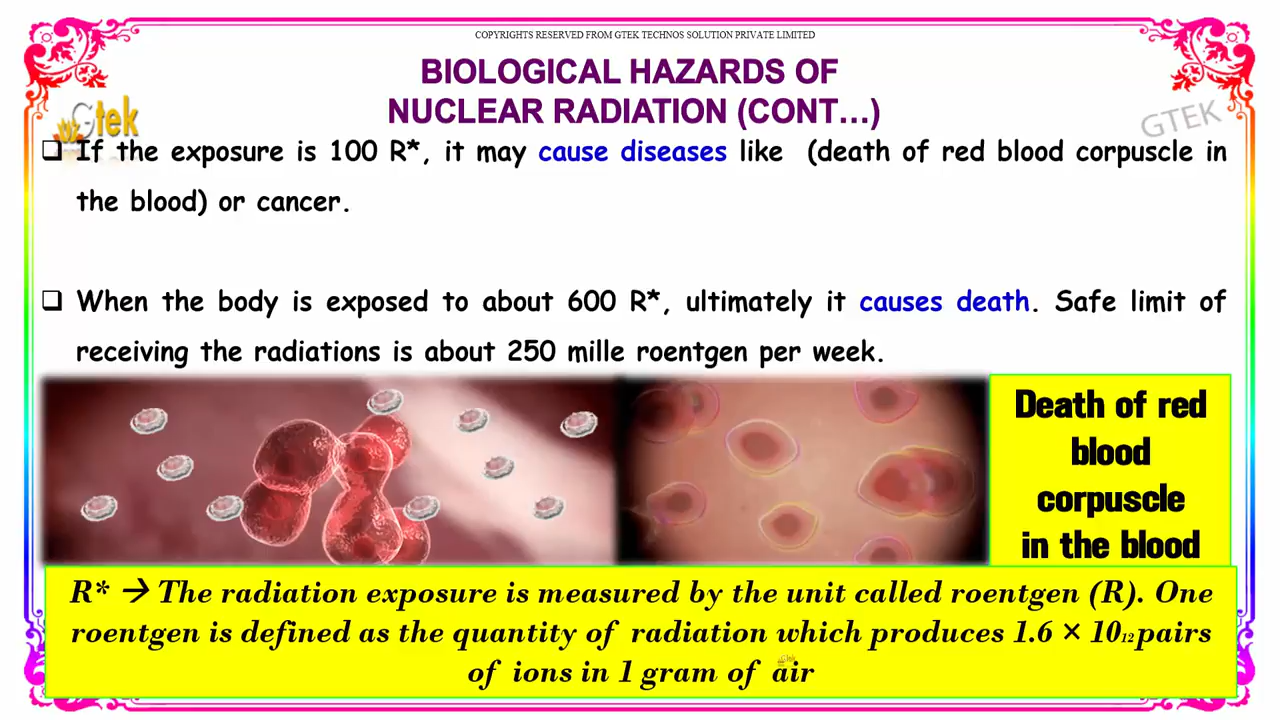 COPYRIGHTS RESERVED FROM GTEK TECHNOS SOLUTION PRIVATE LIMITED
BIOLOGICAL HAZARDS OF
NUCLEAR RADIATION (CONT...)
Gtek
GTEK
❑ If the exposure is 100 R*, it may cause diseases like (death of red blood corpuscle in
the blood) or cancer.
❑ When the body is exposed to about 600 R*, ultimately it causes death. Safe limit of
receiving the radiations is about 250 mille roentgen per week.
Death of red
blood
corpuscle
in the blood
R* → The radiation exposure is measured by the unit called roentgen (R). One
roentgen is defined as the quantity of radiation which produces 1.6 × 10₁₂ pairs
of ions in 1 gram of air
Gtek